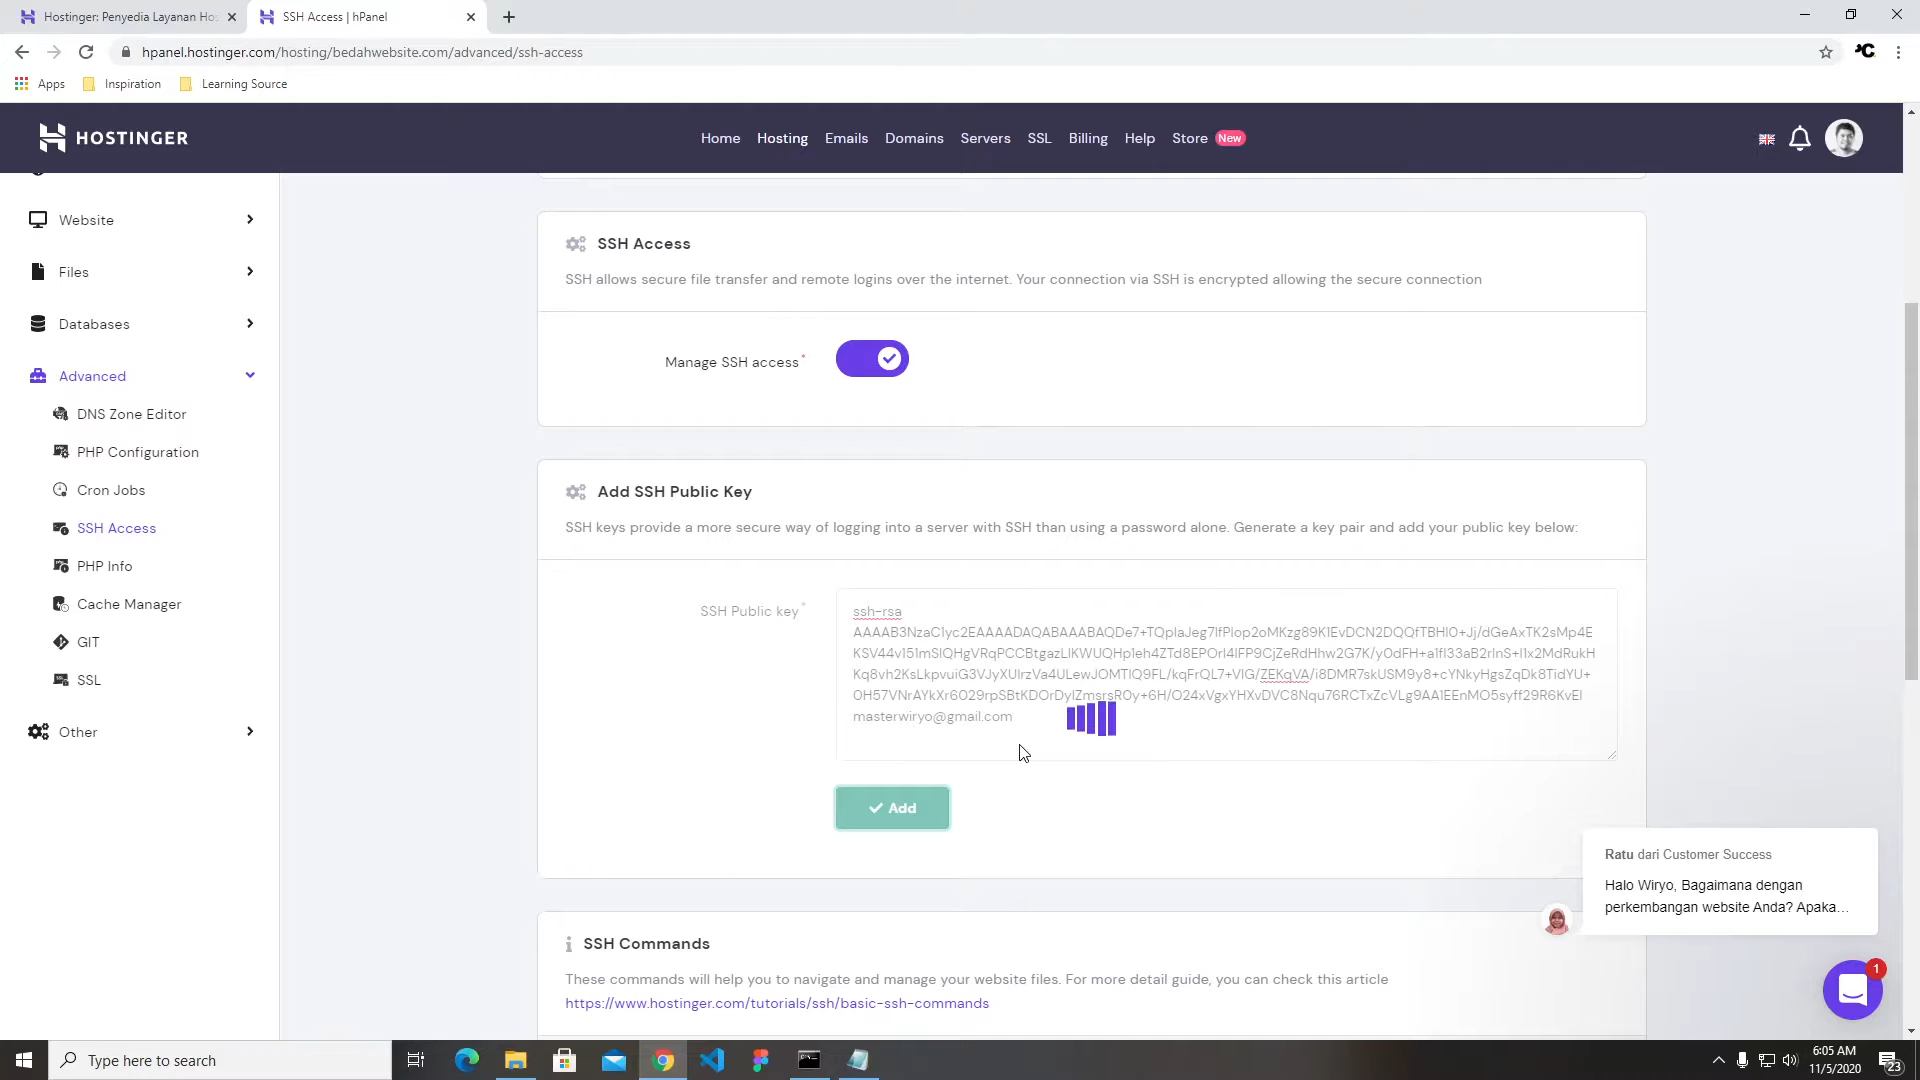 Hostinger: Penyedia Layanan Hos
SSH Access | hPanel
hpanel.hostinger.com/hosting/bedahwebsite.com/advanced/ssh-access
Apps
Inspiration
Learning Source
HOSTINGER
Home
Hosting
Emails
Domains
Servers
SSL
Billing
Help
Store
New
Website
Files
Databases
Advanced
DNS Zone Editor
PHP Configuration
Cron Jobs
SSH Access
PHP Info
Cache Manager
GIT
SSL
Other
SSH Access
SSH allows secure file transfer and remote logins over the internet. Your connection via SSH is encrypted allowing the secure connection
Manage SSH access*
Add SSH Public Key
SSH keys provide a more secure way of logging into a server with SSH than using a password alone. Generate a key pair and add your public key below:
SSH Public key*
ssh-rsa
masterwiryo@gmail.com
Add
SSH Commands
These commands will help you to navigate and manage your website files. For more detail guide, you can check this article
https://www.hostinger.com/tutorials/ssh/basic-ssh-commands
Ratu dari Customer Success
Halo Wiryo, Bagaimana dengan
perkembangan website Anda? Apaka...
1
Type here to search
6:05 AM
11/5/2020
23